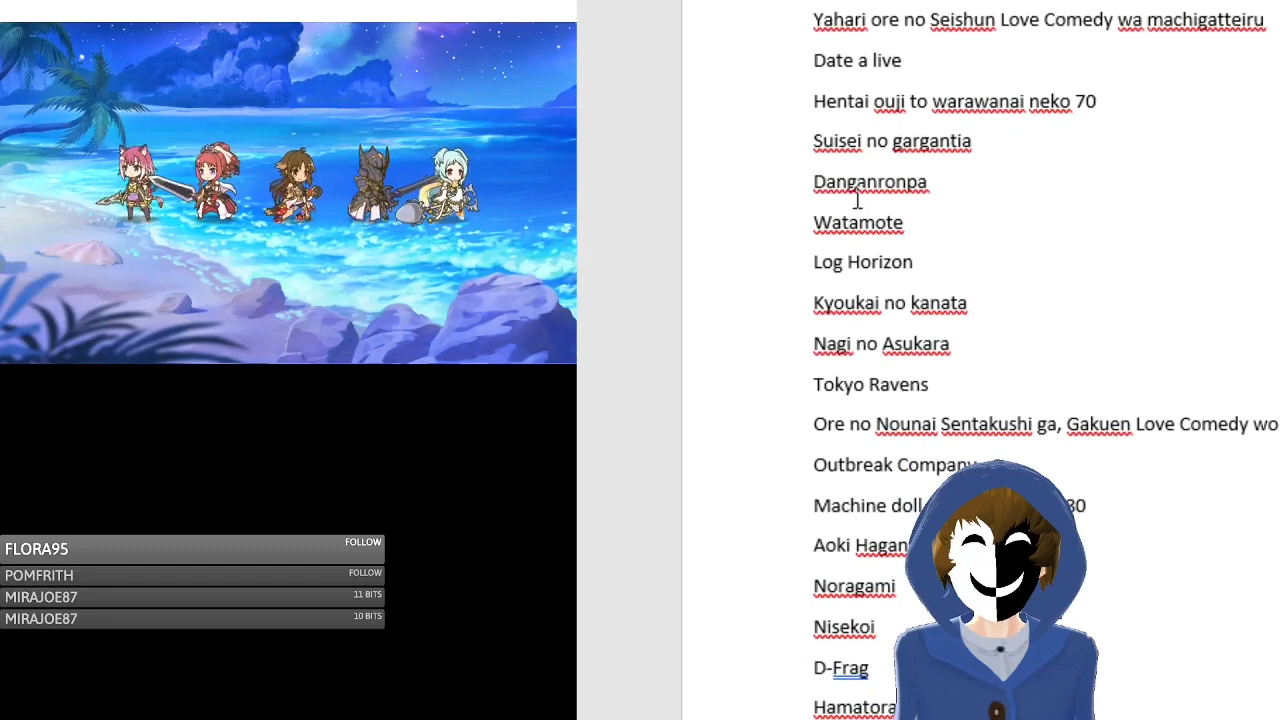 Yahari ore no Seishun Love Comedy wa machigatteiru
Date a live
Hentai ouji to warawanai neko 70
Suisei no gargantia
Danganronpa
Watamote
Log Horizon
Kyoukai no kanata
Nagi no Asukara
Tokyo Ravens
Ore no Nounai Sentakushi ga, Gakuen Love Comedy wo
Outbreak Company
Machine doll
Aoki
Noragami
Nisekoi
D-Frag
Hamatora
FLORA95 FOLLOW
POMFRITH FOLLOW
MIRAJOE87 11 BITS
MIRAJOE87 10 BITS